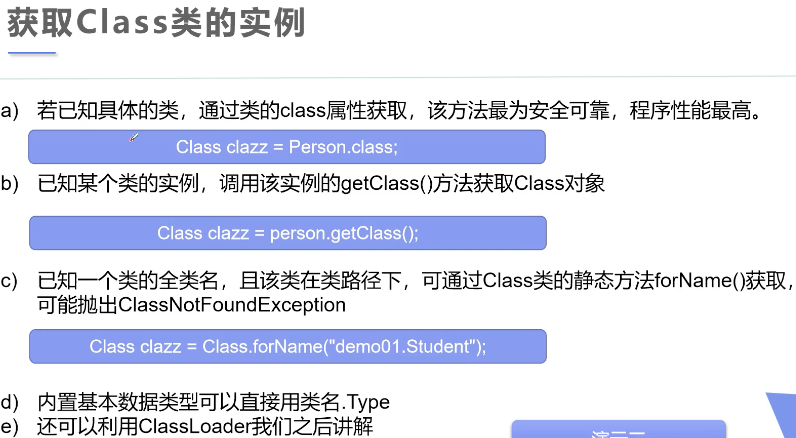 获取Class类的实例
a) 若已知具体的类，通过类的class属性获取，该方法最为安全可靠，程序性能最高。
Class clazz = Person.class;
b) 已知某个类的实例，调用该实例的getClass()方法获取Class对象
Class clazz = person.getClass();
c) 已知一个类的全类名，且该类在类路径下，可通过Class类的静态方法forName()获取，
可能抛出ClassNotFoundException
Class clazz = Class.forName("demo01.Student");
d) 内置基本数据类型可以直接用类名.Type
e) 还可以利用ClassLoader我们之后讲解